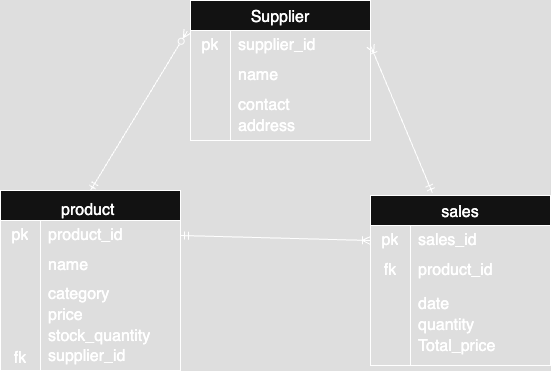 Supplier
pk supplier_id
name
contact
address
product
pk product_id
name
category
price
stock_quantity
fk supplier_id
sales
pk sales_id
fk product_id
date
quantity
Total_price